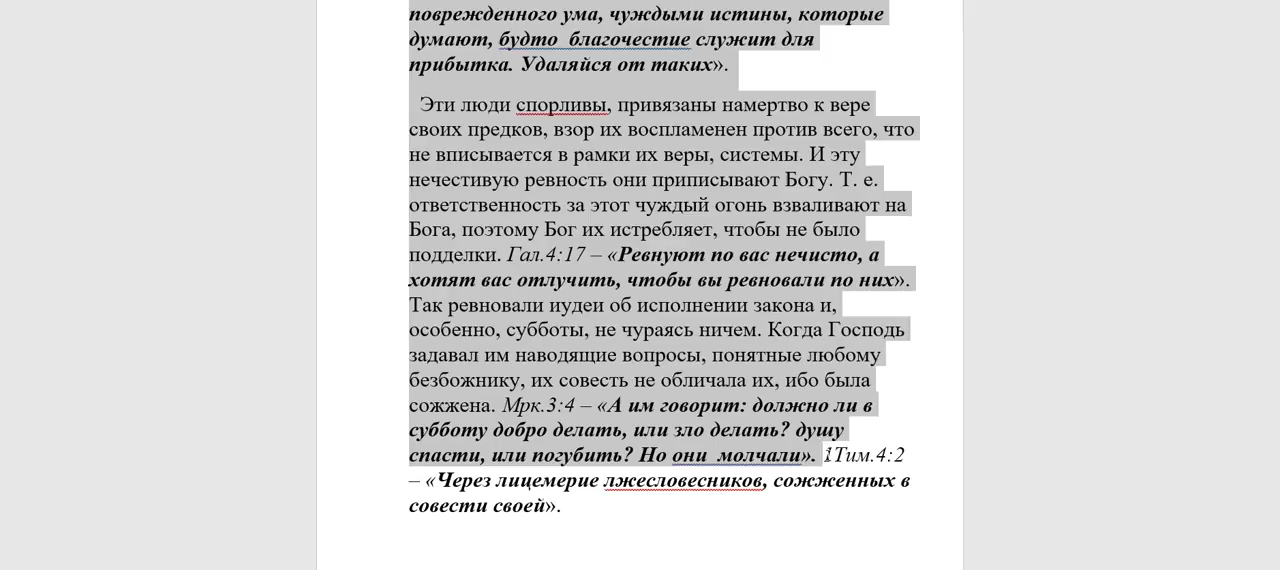 поврежденного ума, чуждыми истины, которые
думают, будто  благочестие служит для
прибытка. Удаляйся от таких».
Эти люди спорливы, привязаны намертво к вере
своих предков, взор их воспламенен против всего, что
не вписывается в рамки их веры, системы. И эту
нечестивую ревность они приписывают Богу. Т. е.
ответственность за этот чуждый огонь взваливают на
Бога, поэтому Бог их истребляет, чтобы не было
подделки. Гал.4:17 – «Ревнуют по вас нечисто, а
хотят вас отлучить, чтобы вы ревновали по них».
Так ревновали иудеи об исполнении закона и,
особенно, субботы, не чураясь ничем. Когда Господь
задавал им наводящие вопросы, понятные любому
безбожнику, их совесть не обличала их, ибо была
сожжена. Мрк.3:4 – «А им говорит: должно ли в
субботу добро делать, или зло делать? душу
спасти, или погубить? Но они  молчали». 1Тим.4:2
– «Через лицемерие лжесловесников, сожженных в
совести своей».